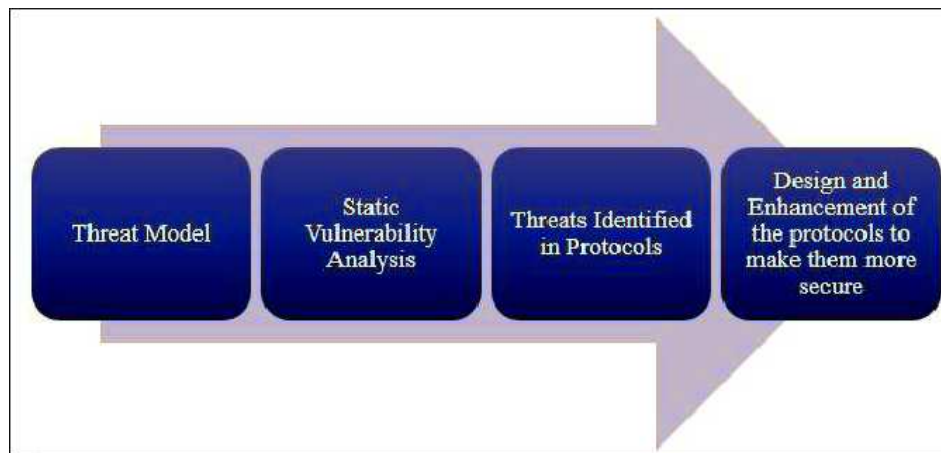 Threat Model
Static
Vulnerability
Analysis
Threats Identified
in Protocols
Design and
Enhancement of
the protocols to
make them more
secure